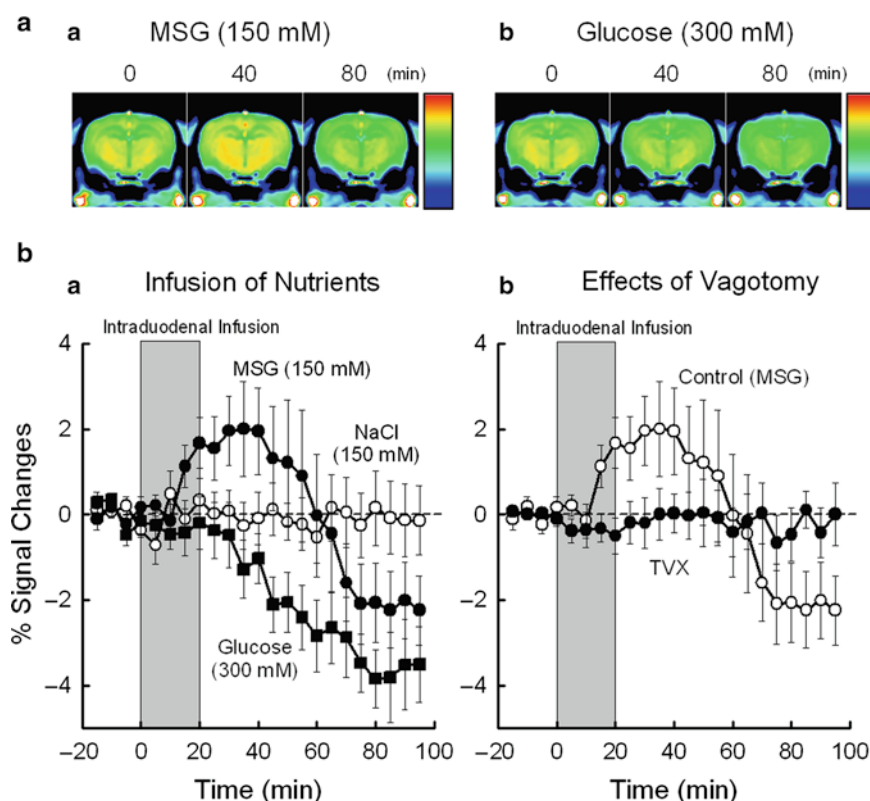 a
a MSG (150 mM)
0 40 80 (min)
b Glucose (300 mM)
0 40 80 (min)
b
a Infusion of Nutrients
Intraduodenal Infusion
MSG (150 mM)
NaCl
(150 mM)
Glucose
(300 mM)
% Signal Changes
4
2
0
−2
−4
−20 0 20 40 60 80 100
Time (min)
b Effects of Vagotomy
Intraduodenal Infusion
Control (MSG)
TVX
4
2
0
−2
−4
−20 0 20 40 60 80 100
Time (min)